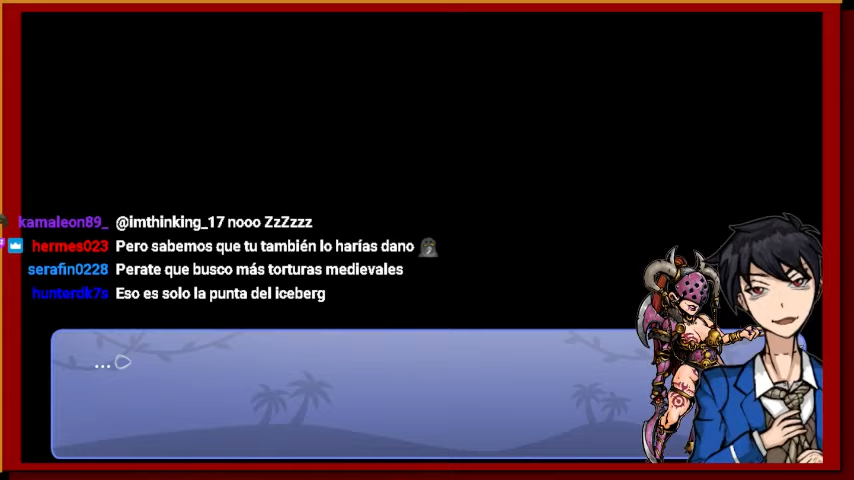 kamaleon89_ @imthinking_17 nooo ZzZzzz
hermes023 Pero sabemos que tu también lo harías dano
serafin0228 Perate que busco más torturas medievales
hunterdk7s Eso es solo la punta del iceberg
...